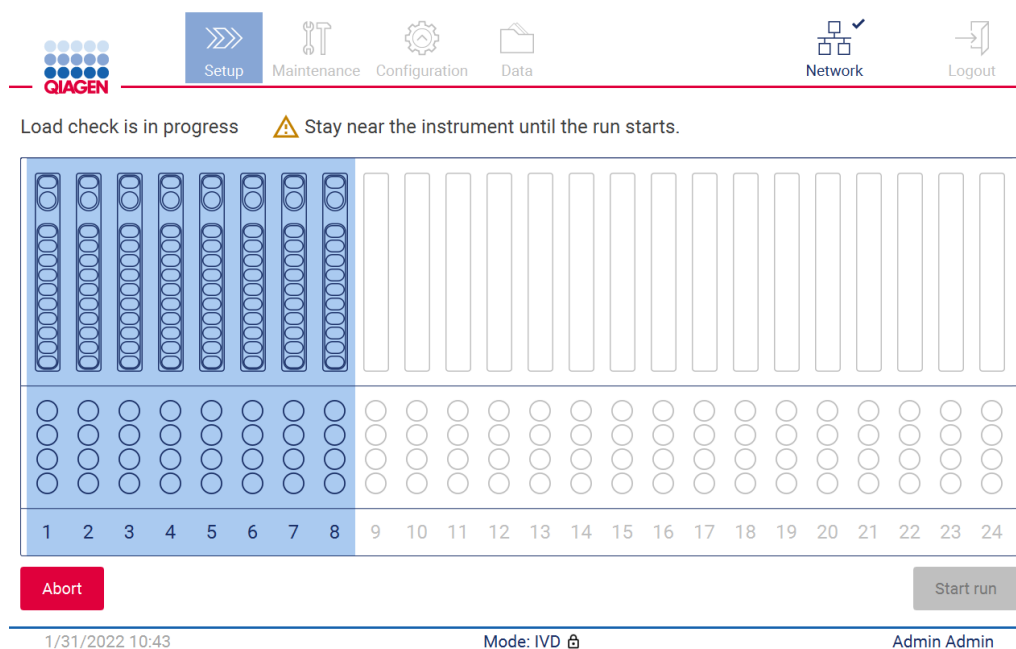 QIAGEN
Setup
Maintenance
Configuration
Data
Network
Logout
Load check is in progress
Stay near the instrument until the run starts.
1 2 3 4 5 6 7 8 9 10 11 12 13 14 15 16 17 18 19 20 21 22 23 24
Abort
Start run
1/31/2022 10:43
Mode: IVD
Admin Admin